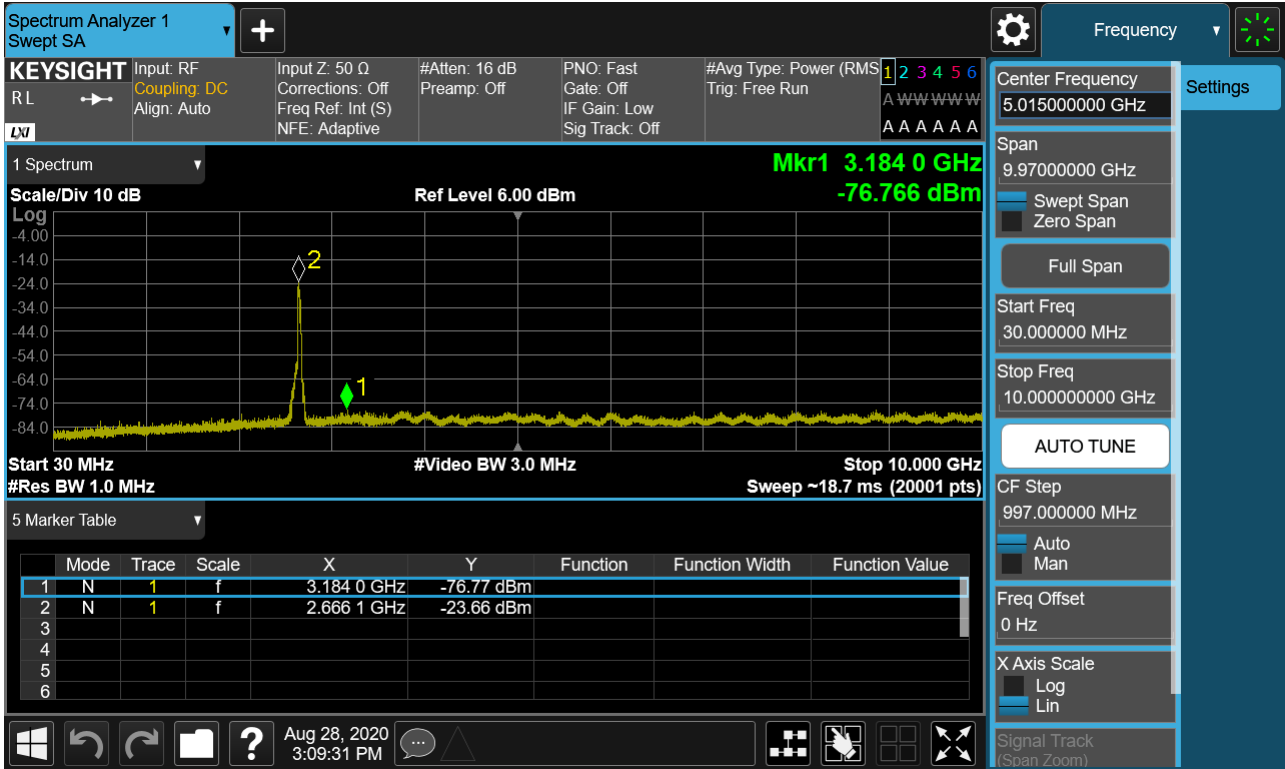 Spectrum Analyzer 1
Swept SA
Frequency
KEYSIGHT
R L
LXI
Input: RF
Coupling: DC
Align: Auto
Input Z: 50 Ω
Corrections: Off
Freq Ref: Int (S)
NFE: Adaptive
#Atten: 16 dB
Preamp: Off
PNO: Fast
Gate: Off
IF Gain: Low
Sig Track: Off
#Avg Type: Power (RMS
Trig: Free Run
1 2 3 4 5 6
A W W W W W
A A A A A A
1 Spectrum
Mkr1 3.184 0 GHz
-76.766 dBm
Scale/Div 10 dB
Ref Level 6.00 dBm
Log
-4.00
-14.0
-24.0
-34.0
-44.0
-54.0
-64.0
-74.0
-84.0
2
1
Start 30 MHz
#Video BW 3.0 MHz
Stop 10.000 GHz
#Res BW 1.0 MHz
Sweep ~18.7 ms (20001 pts)
5 Marker Table
Mode Trace Scale X Y Function Function Width Function Value
1 N 1 f 3.184 0 GHz -76.77 dBm
2 N 1 f 2.666 1 GHz -23.66 dBm
3
4
5
6
Aug 28, 2020
3:09:31 PM
?
Center Frequency
5.015000000 GHz
Settings
Span
9.97000000 GHz
Swept Span
Zero Span
Full Span
Start Freq
30.000000 MHz
Stop Freq
10.000000000 GHz
AUTO TUNE
CF Step
997.000000 MHz
Auto
Man
Freq Offset
0 Hz
X Axis Scale
Log
Lin
Signal Track
(Span Zoom)